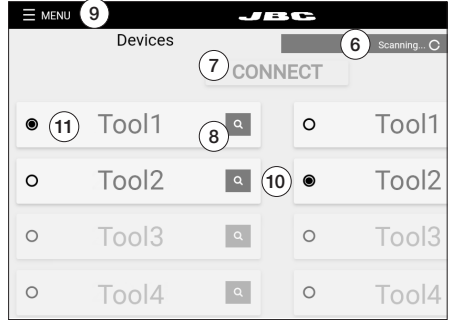 MENU 9 JBC
Devices 6 Scanning...
7 CONNECT
11 Tool1 8 Tool1
Tool2 10 Tool2
Tool3 Tool3
Tool4 Tool4